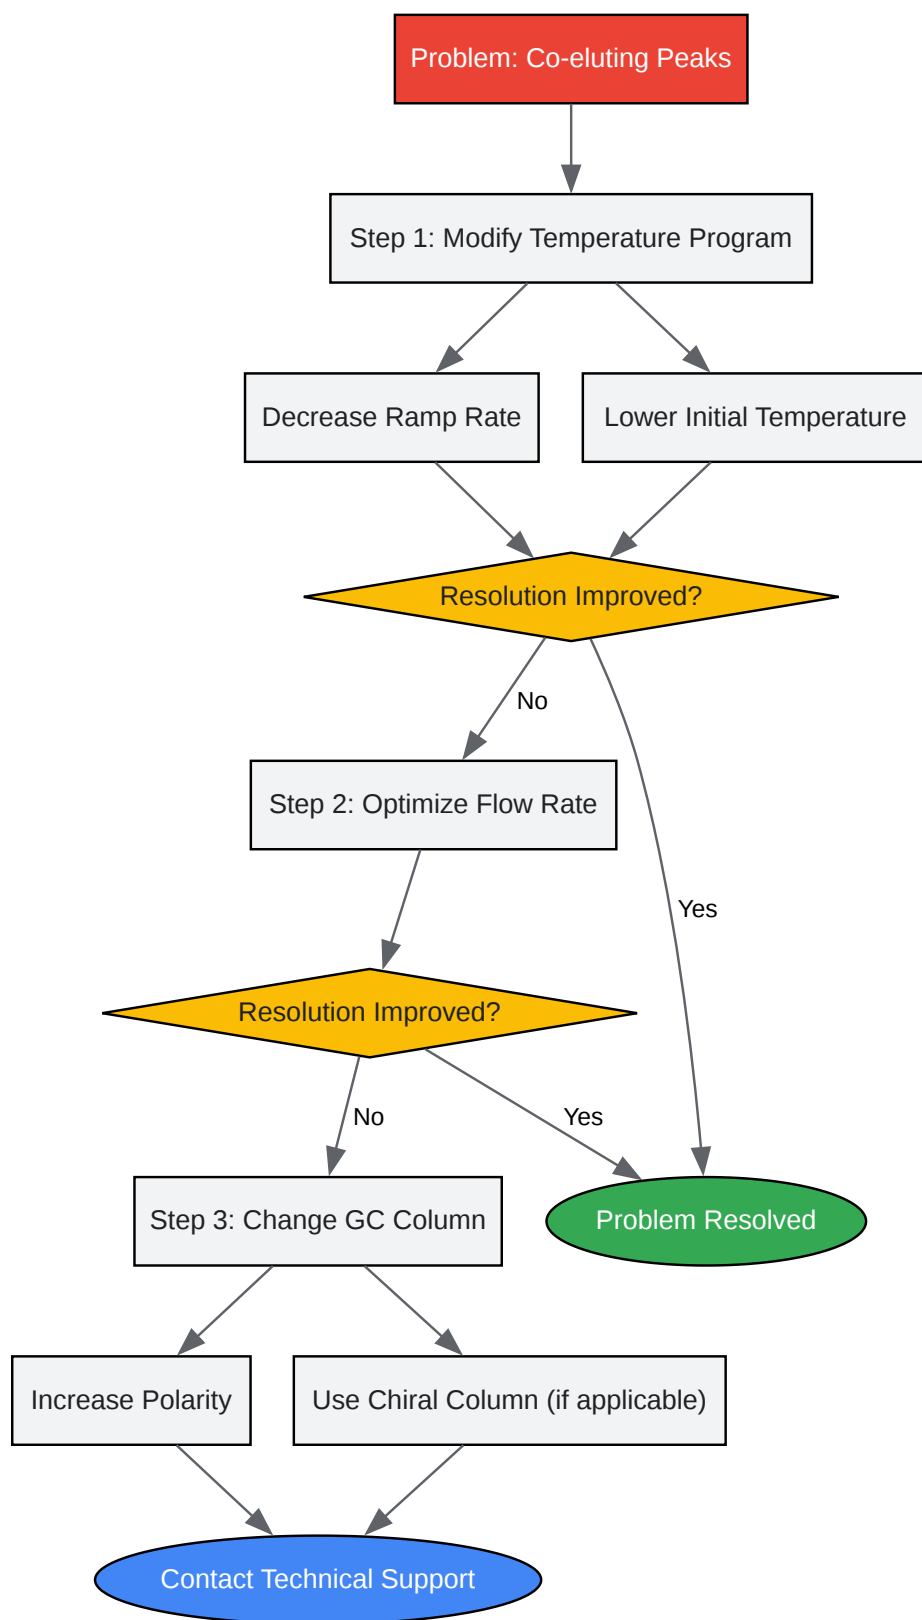 Problem: Co-eluting Peaks
Step 1: Modify Temperature Program
Decrease Ramp Rate
Lower Initial Temperature
Resolution Improved?
No
Step 2: Optimize Flow Rate
Yes
Resolution Improved?
No
Yes
Step 3: Change GC Column
Problem Resolved
Increase Polarity
Use Chiral Column (if applicable)
Contact Technical Support